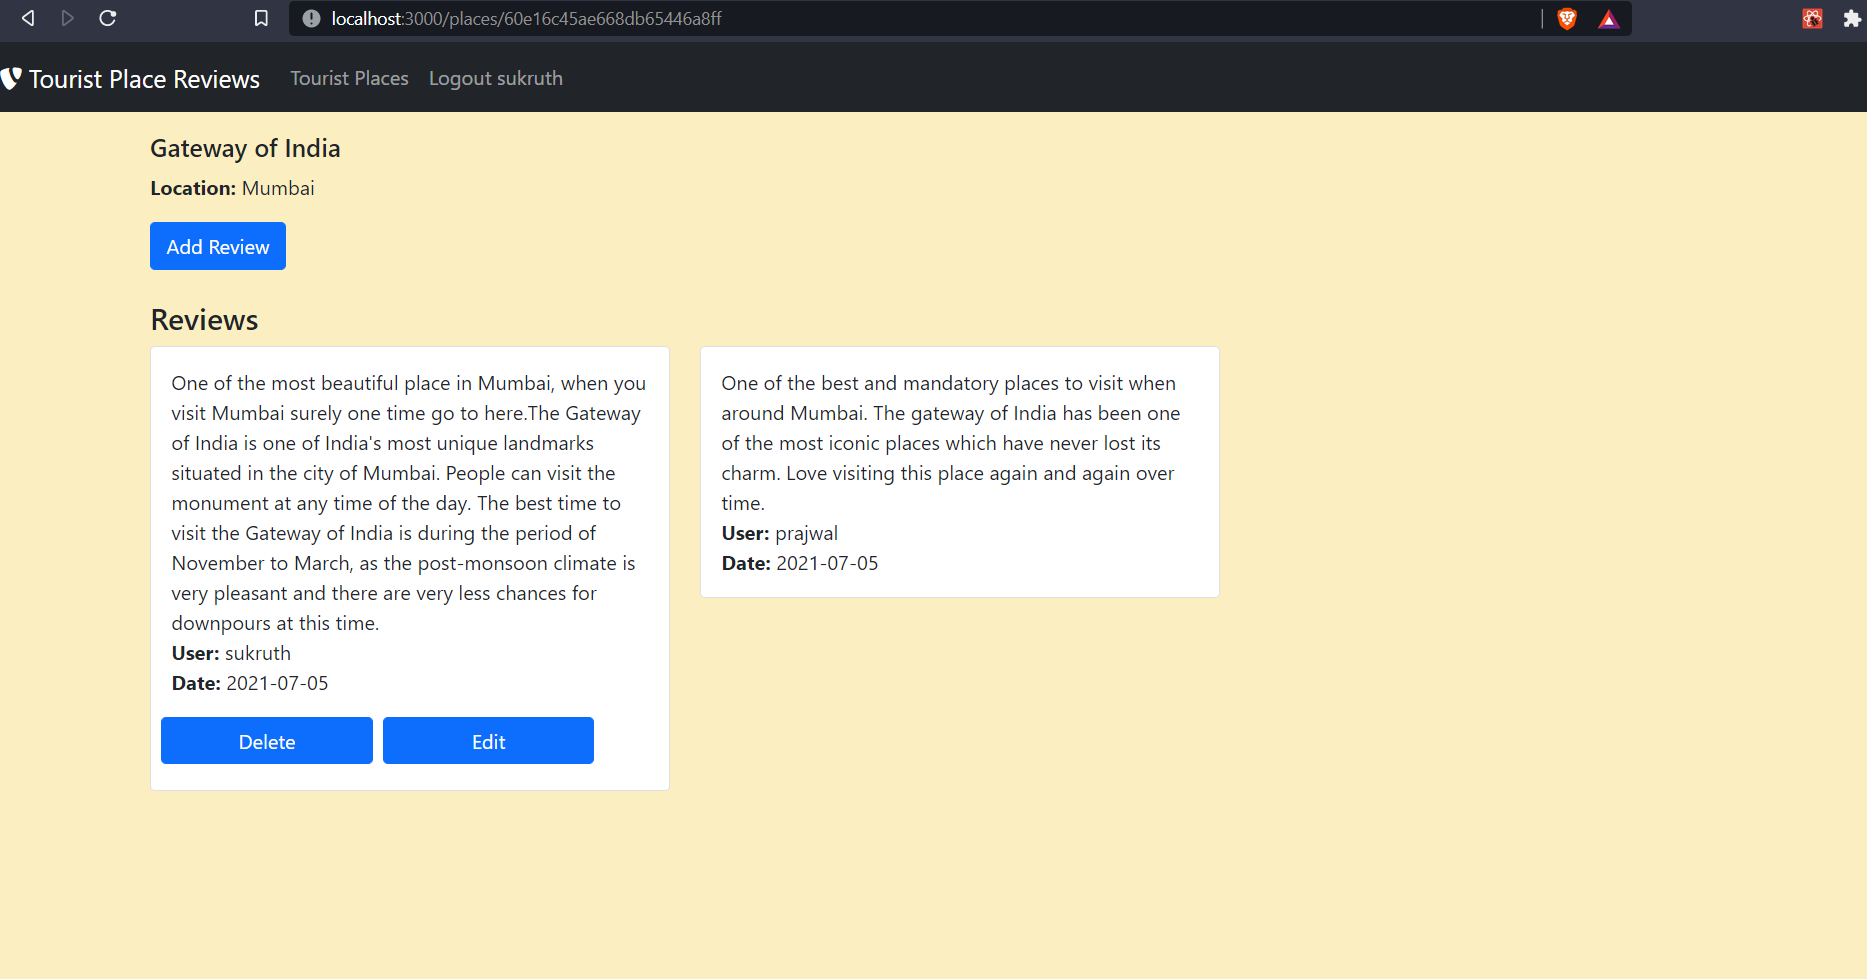 localhost:3000/places/60e16c45ae668db65446a8ff
Tourist Place Reviews Tourist Places Logout sukruth
Gateway of India
Location: Mumbai
Add Review
Reviews
One of the most beautiful place in Mumbai, when you
visit Mumbai surely one time go to here.The Gateway
of India is one of India's most unique landmarks
situated in the city of Mumbai. People can visit the
monument at any time of the day. The best time to
visit the Gateway of India is during the period of
November to March, as the post-monsoon climate is
very pleasant and there are very less chances for
downpours at this time.
User: sukruth
Date: 2021-07-05
Delete Edit
One of the best and mandatory places to visit when
around Mumbai. The gateway of India has been one
of the most iconic places which have never lost its
charm. Love visiting this place again and again over
time.
User: prajwal
Date: 2021-07-05